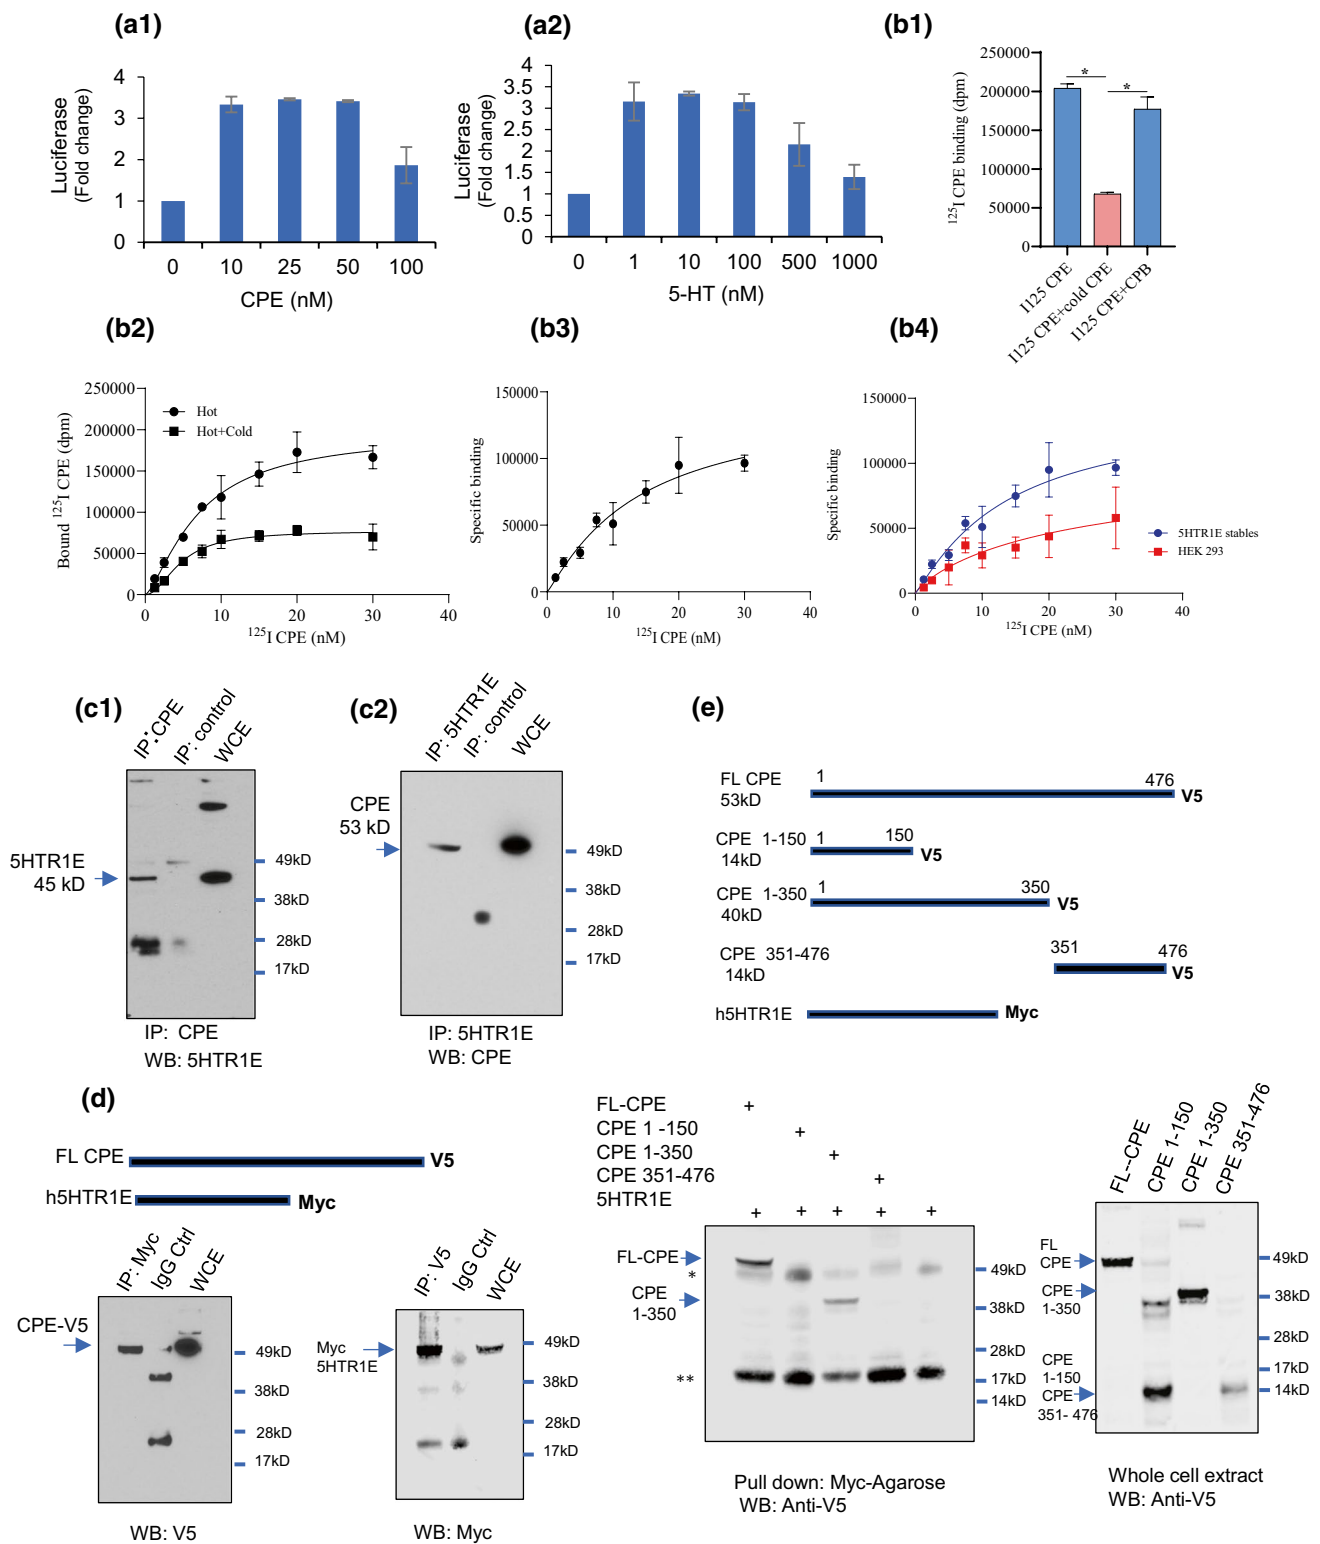 (a1)
Luciferase
(Fold change)
4
3
2
1
0
0 10 25 50 100
CPE (nM)
(a2)
Luciferase
(Fold change)
4
3.5
3
2.5
2
1.5
1
0.5
0
0 1 10 100 500 1000
5-HT (nM)
(b1)
¹²⁵I CPE binding (dpm)
250000
200000
150000
100000
50000
0
* *
I125 CPE
I125 CPE+cold CPE
I125 CPE+CPB
(b2)
Bound ¹²⁵I CPE (dpm)
250000
200000
150000
100000
50000
0
Hot
Hot+Cold
0 10 20 30 40
¹²⁵I CPE (nM)
(b3)
Specific binding
150000
100000
50000
0
0 10 20 30 40
¹²⁵I CPE (nM)
(b4)
Specific binding
150000
100000
50000
0
0 10 20 30 40
¹²⁵I CPE (nM)
5HTR1E stables
HEK 293
(c1)
IP:CPE
IP: control
WCE
5HTR1E
45 kD
49kD
38kD
28kD
17kD
IP: CPE
WB: 5HTR1E
(c2)
IP: 5HTR1E
IP: control
WCE
CPE
53 kD
49kD
38kD
28kD
17kD
IP: 5HTR1E
WB: CPE
(e)
FL CPE
53kD
1 476
V5
CPE 1-150
14kD
1 150
V5
CPE 1-350
40kD
1 350
V5
CPE 351-476
14kD
351 476
V5
h5HTR1E
Myc
(d)
FL CPE
V5
h5HTR1E
Myc
IP: Myc
IgG Ctrl
WCE
CPE-V5
49kD
38kD
28kD
17kD
WB: V5
IP: V5
IgG Ctrl
WCE
Myc
5HTR1E
49kD
38kD
28kD
17kD
WB: Myc
FL-CPE +
CPE 1 -150 +
CPE 1-350 +
CPE 351-476 +
5HTR1E
+ + + + +
FL-CPE
*
CPE
1-350
**
49kD
38kD
28kD
17kD
14kD
Pull down: Myc-Agarose
WB: Anti-V5
FL--CPE
CPE 1-150
CPE 1-350
CPE 351-476
FL
CPE
CPE
1-350
CPE
1-150
CPE
351- 476
49kD
38kD
28kD
17kD
14kD
Whole cell extract
WB: Anti-V5